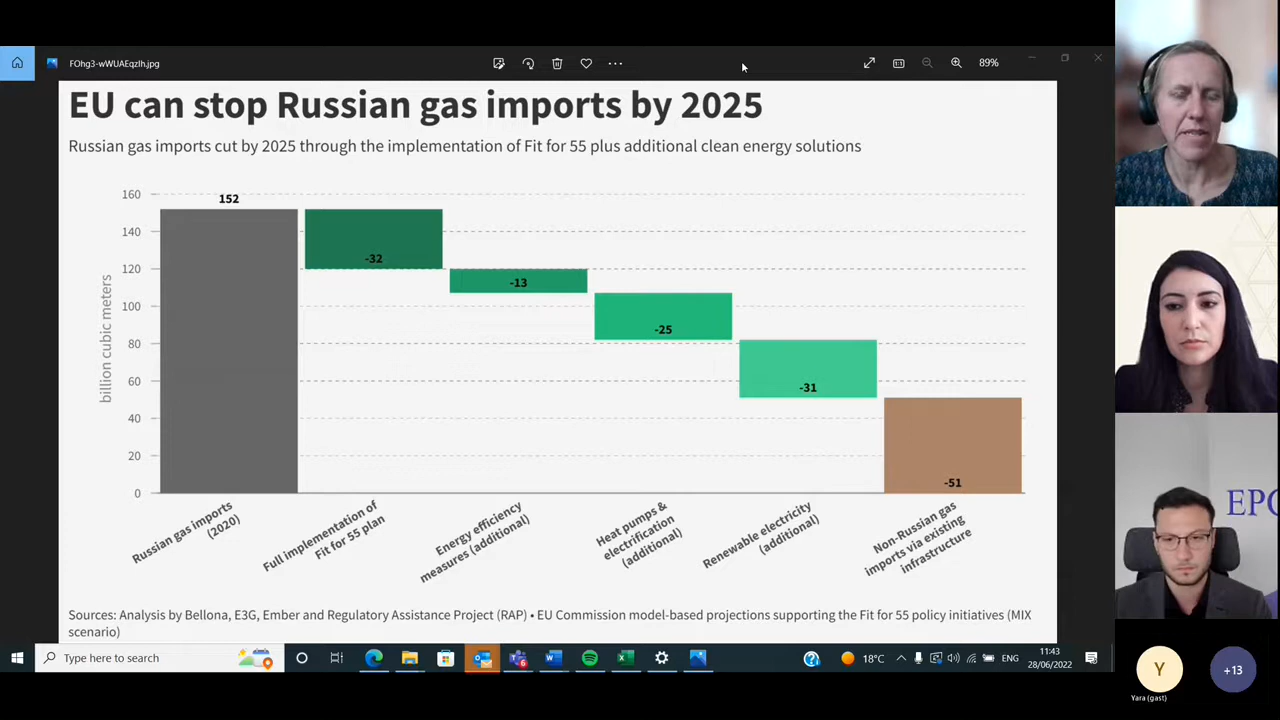 FOhg3-wWUAEqzIh.jpg
89%
EU can stop Russian gas imports by 2025
Russian gas imports cut by 2025 through the implementation of Fit for 55 plus additional clean energy solutions
billion cubic meters
160
140
120
100
80
60
40
20
0
152
-32
-13
-25
-31
-51
Russian gas imports
(2020)
Full implementation of
Fit for 55 plan
Energy efficiency
measures (additional)
Heat pumps &
electrification
(additional)
Renewable electricity
(additional)
Non-Russian gas
imports via existing
infrastructure
Sources: Analysis by Bellona, E3G, Ember and Regulatory Assistance Project (RAP) • EU Commission model-based projections supporting the Fit for 55 policy initiatives (MIX
scenario)
Type here to search
18°C
ENG
11:43
28/06/2022
EPC
Y
Yara (gast)
+13